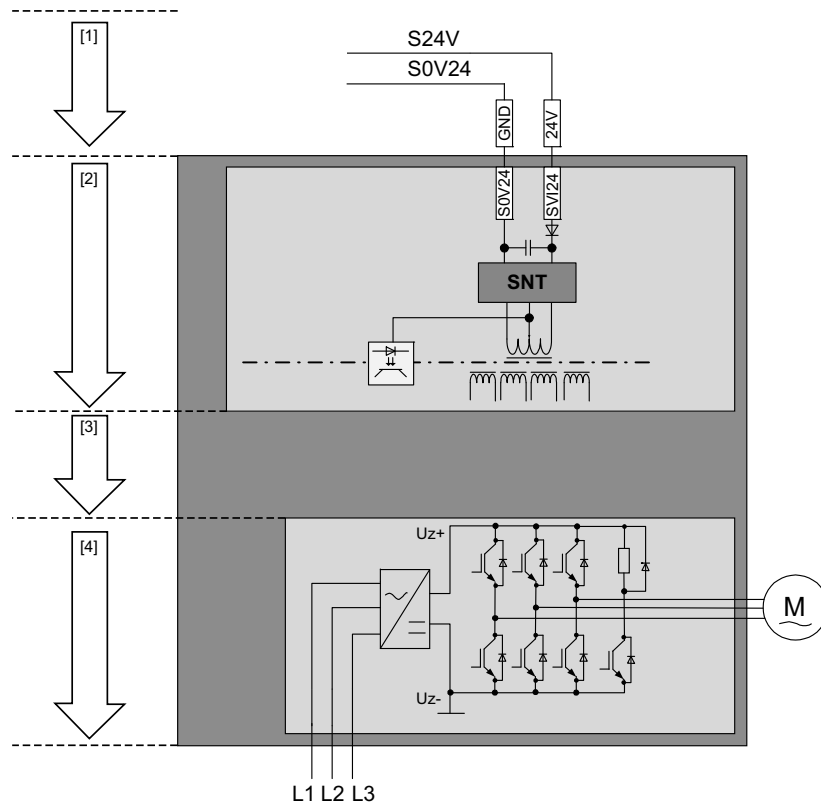 [1]
S24V
S0V24
GND
24V
[2]
S0V24
SVI24
SNT
[3]
[4]
Uz+
M
Uz-
L1 L2 L3